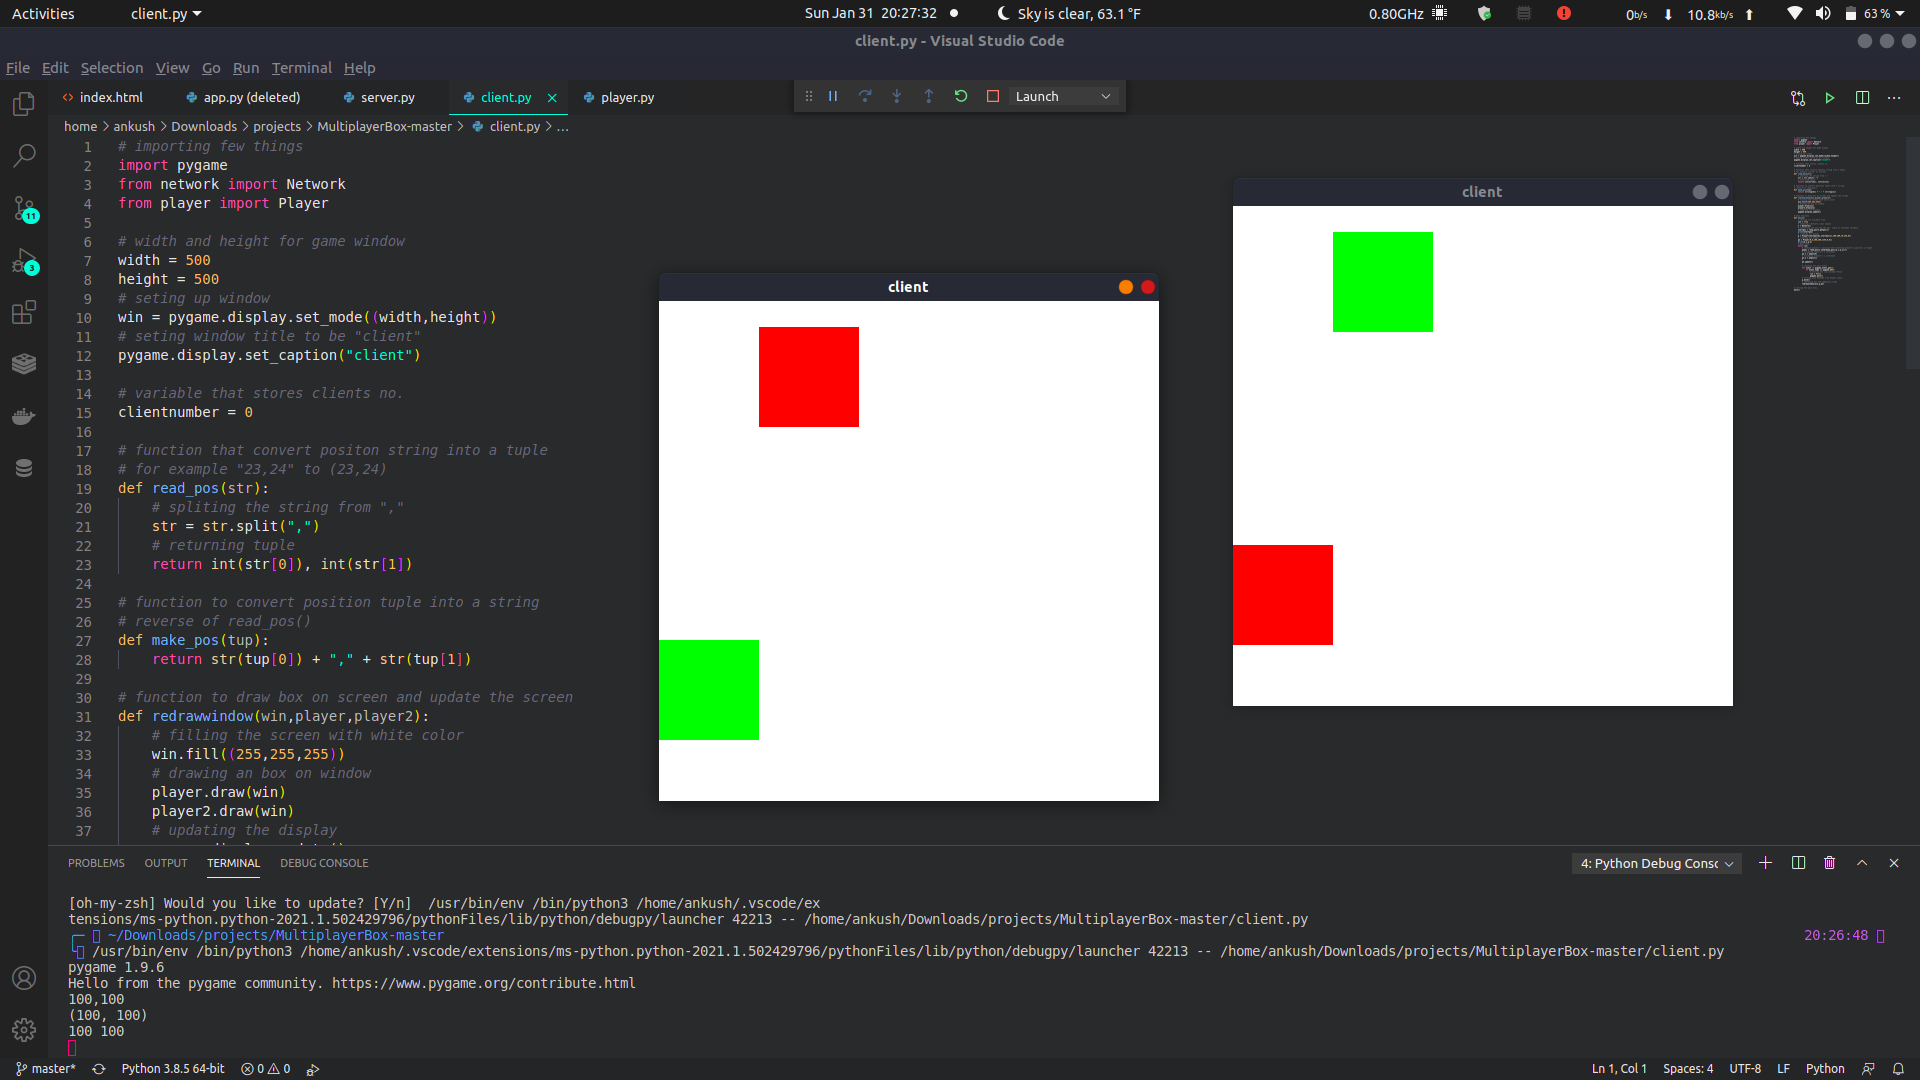 Activities client.py Sun Jan 31 20:27:32 Sky is clear, 63.1 °F 0.80GHz 0b/s 10.8kb/s 63 %
client.py - Visual Studio Code
File Edit Selection View Go Run Terminal Help
index.html app.py (deleted) server.py client.py player.py Launch
home > ankush > Downloads > projects > MultiplayerBox-master > client.py > ...
1 # importing few things
2 import pygame
3 from network import Network
4 from player import Player
5
6 # width and height for game window
7 width = 500
8 height = 500
9 # seting up window
10 win = pygame.display.set_mode((width,height))
11 # seting window title to be "client"
12 pygame.display.set_caption("client")
13
14 # variable that stores clients no.
15 clientnumber = 0
16
17 # function that convert positon string into a tuple
18 # for example "23,24" to (23,24)
19 def read_pos(str):
20 # spliting the string from ","
21 str = str.split(",")
22 # returning tuple
23 return int(str[0]), int(str[1])
24
25 # function to convert position tuple into a string
26 # reverse of read_pos()
27 def make_pos(tup):
28 return str(tup[0]) + "," + str(tup[1])
29
30 # function to draw box on screen and update the screen
31 def redrawwindow(win,player,player2):
32 # filling the screen with white color
33 win.fill((255,255,255))
34 # drawing an box on window
35 player.draw(win)
36 player2.draw(win)
37 # updating the display
11
3
client
client
PROBLEMS OUTPUT TERMINAL DEBUG CONSOLE 4: Python Debug Consc
[oh-my-zsh] Would you like to update? [Y/n] /usr/bin/env /bin/python3 /home/ankush/.vscode/ex
tensions/ms-python.python-2021.1.502429796/pythonFiles/lib/python/debugpy/launcher 42213 -- /home/ankush/Downloads/projects/MultiplayerBox-master/client.py
~/Downloads/projects/MultiplayerBox-master 20:26:48
/usr/bin/env /bin/python3 /home/ankush/.vscode/extensions/ms-python.python-2021.1.502429796/pythonFiles/lib/python/debugpy/launcher 42213 -- /home/ankush/Downloads/projects/MultiplayerBox-master/client.py
pygame 1.9.6
Hello from the pygame community. https://www.pygame.org/contribute.html
100,100
(100, 100)
100 100
master* Python 3.8.5 64-bit 0 0 Ln 1, Col 1 Spaces: 4 UTF-8 LF Python